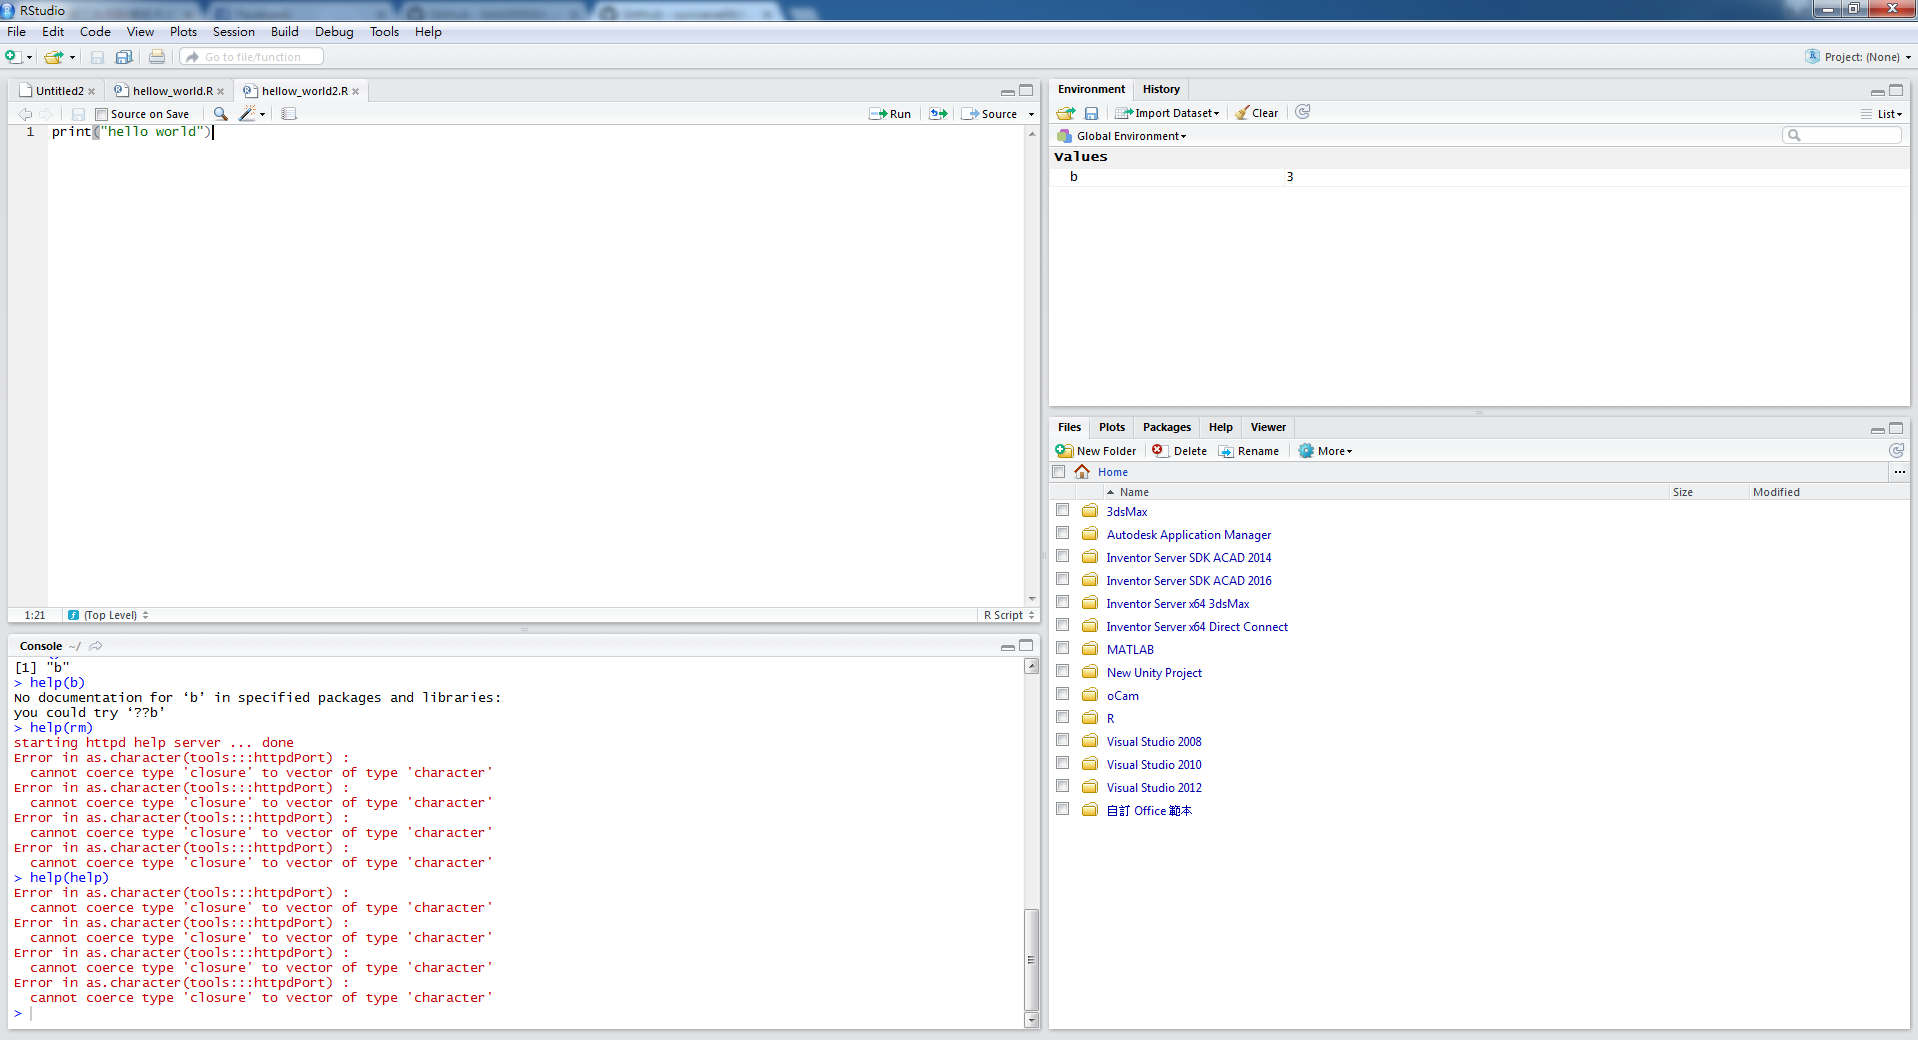 RStudio
File Edit Code View Plots Session Build Debug Tools Help
Go to file/function
Project: (None)
Untitled2 hellow_world.R hellow_world2.R
Source on Save Run Source
1 print("hello world")
1:21 (Top Level) R Script
Console ~/
[1] "b"
> help(b)
No documentation for ‘b’ in specified packages and libraries:
you could try ‘??b’
> help(rm)
starting httpd help server ... done
Error in as.character(tools:::httpdPort) :
cannot coerce type 'closure' to vector of type 'character'
Error in as.character(tools:::httpdPort) :
cannot coerce type 'closure' to vector of type 'character'
Error in as.character(tools:::httpdPort) :
cannot coerce type 'closure' to vector of type 'character'
Error in as.character(tools:::httpdPort) :
cannot coerce type 'closure' to vector of type 'character'
> help(help)
Error in as.character(tools:::httpdPort) :
cannot coerce type 'closure' to vector of type 'character'
Error in as.character(tools:::httpdPort) :
cannot coerce type 'closure' to vector of type 'character'
Error in as.character(tools:::httpdPort) :
cannot coerce type 'closure' to vector of type 'character'
Error in as.character(tools:::httpdPort) :
cannot coerce type 'closure' to vector of type 'character'
>
Environment History
Import Dataset Clear List
Global Environment
Values
b 3
Files Plots Packages Help Viewer
New Folder Delete Rename More
Home ...
Name Size Modified
3dsMax
Autodesk Application Manager
Inventor Server SDK ACAD 2014
Inventor Server SDK ACAD 2016
Inventor Server x64 3dsMax
Inventor Server x64 Direct Connect
MATLAB
New Unity Project
oCam
R
Visual Studio 2008
Visual Studio 2010
Visual Studio 2012
自訂 Office 範本